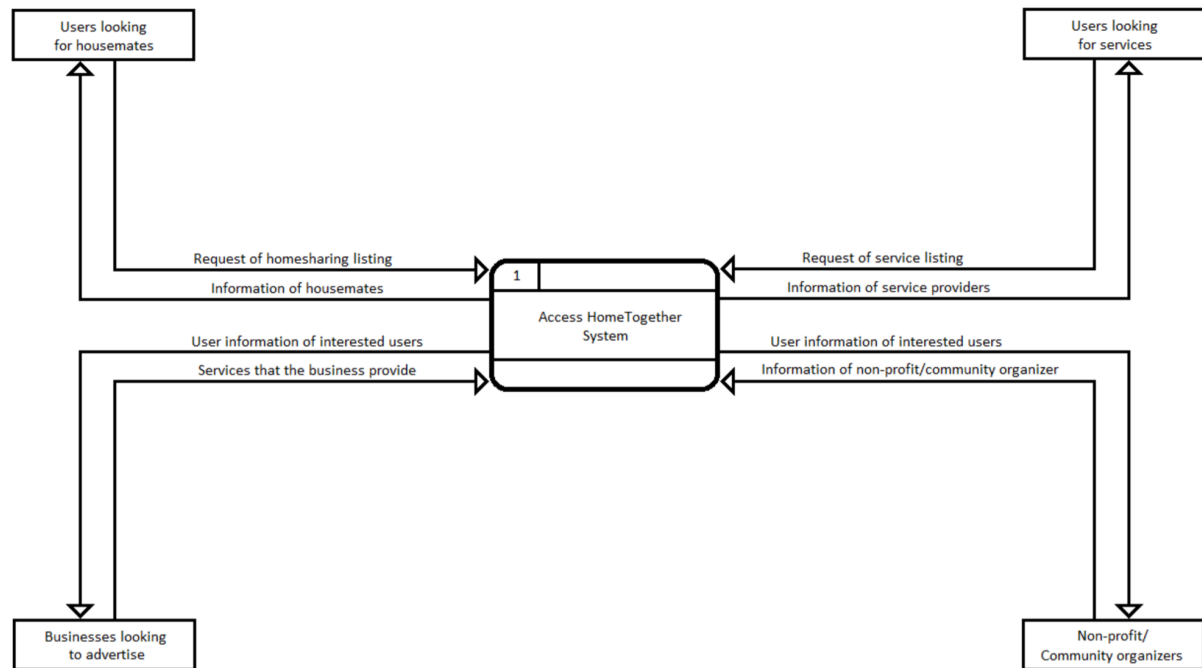 Users looking
for housemates
Users looking
for services
Request of homesharing listing
Request of service listing
1
Information of housemates
Information of service providers
Access HomeTogether
System
User information of interested users
User information of interested users
Services that the business provide
Information of non-profit/community organizer
Businesses looking
to advertise
Non-profit/
Community organizers